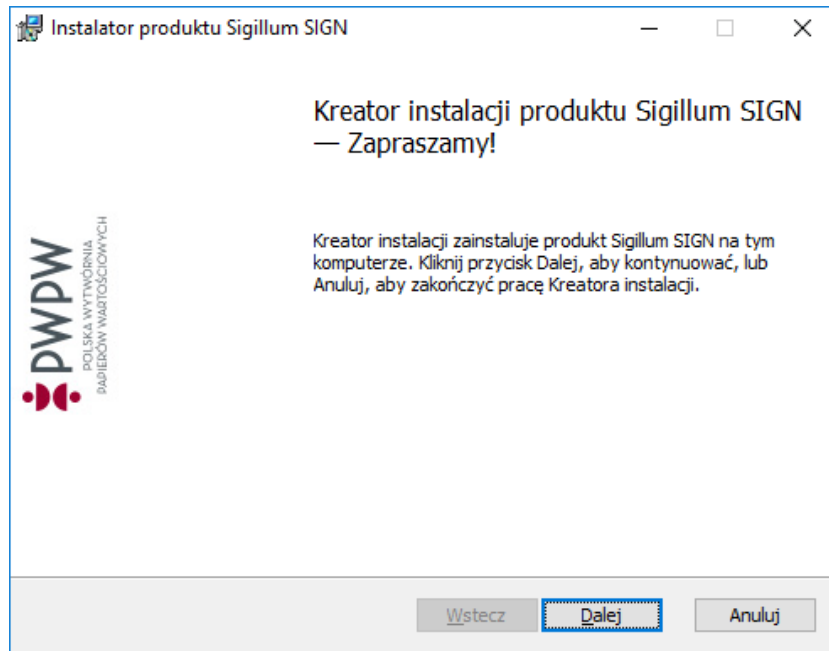 Instalator produktu Sigillum SIGN
Kreator instalacji produktu Sigillum SIGN
— Zapraszamy!
Kreator instalacji zainstaluje produkt Sigillum SIGN na tym
komputerze. Kliknij przycisk Dalej, aby kontynuować, lub
Anuluj, aby zakończyć pracę Kreatora instalacji.
PWPW
POLSKA WYTWÓRNIA
PAPIERÓW WARTOŚCIOWYCH
Wstecz
Dalej
Anuluj